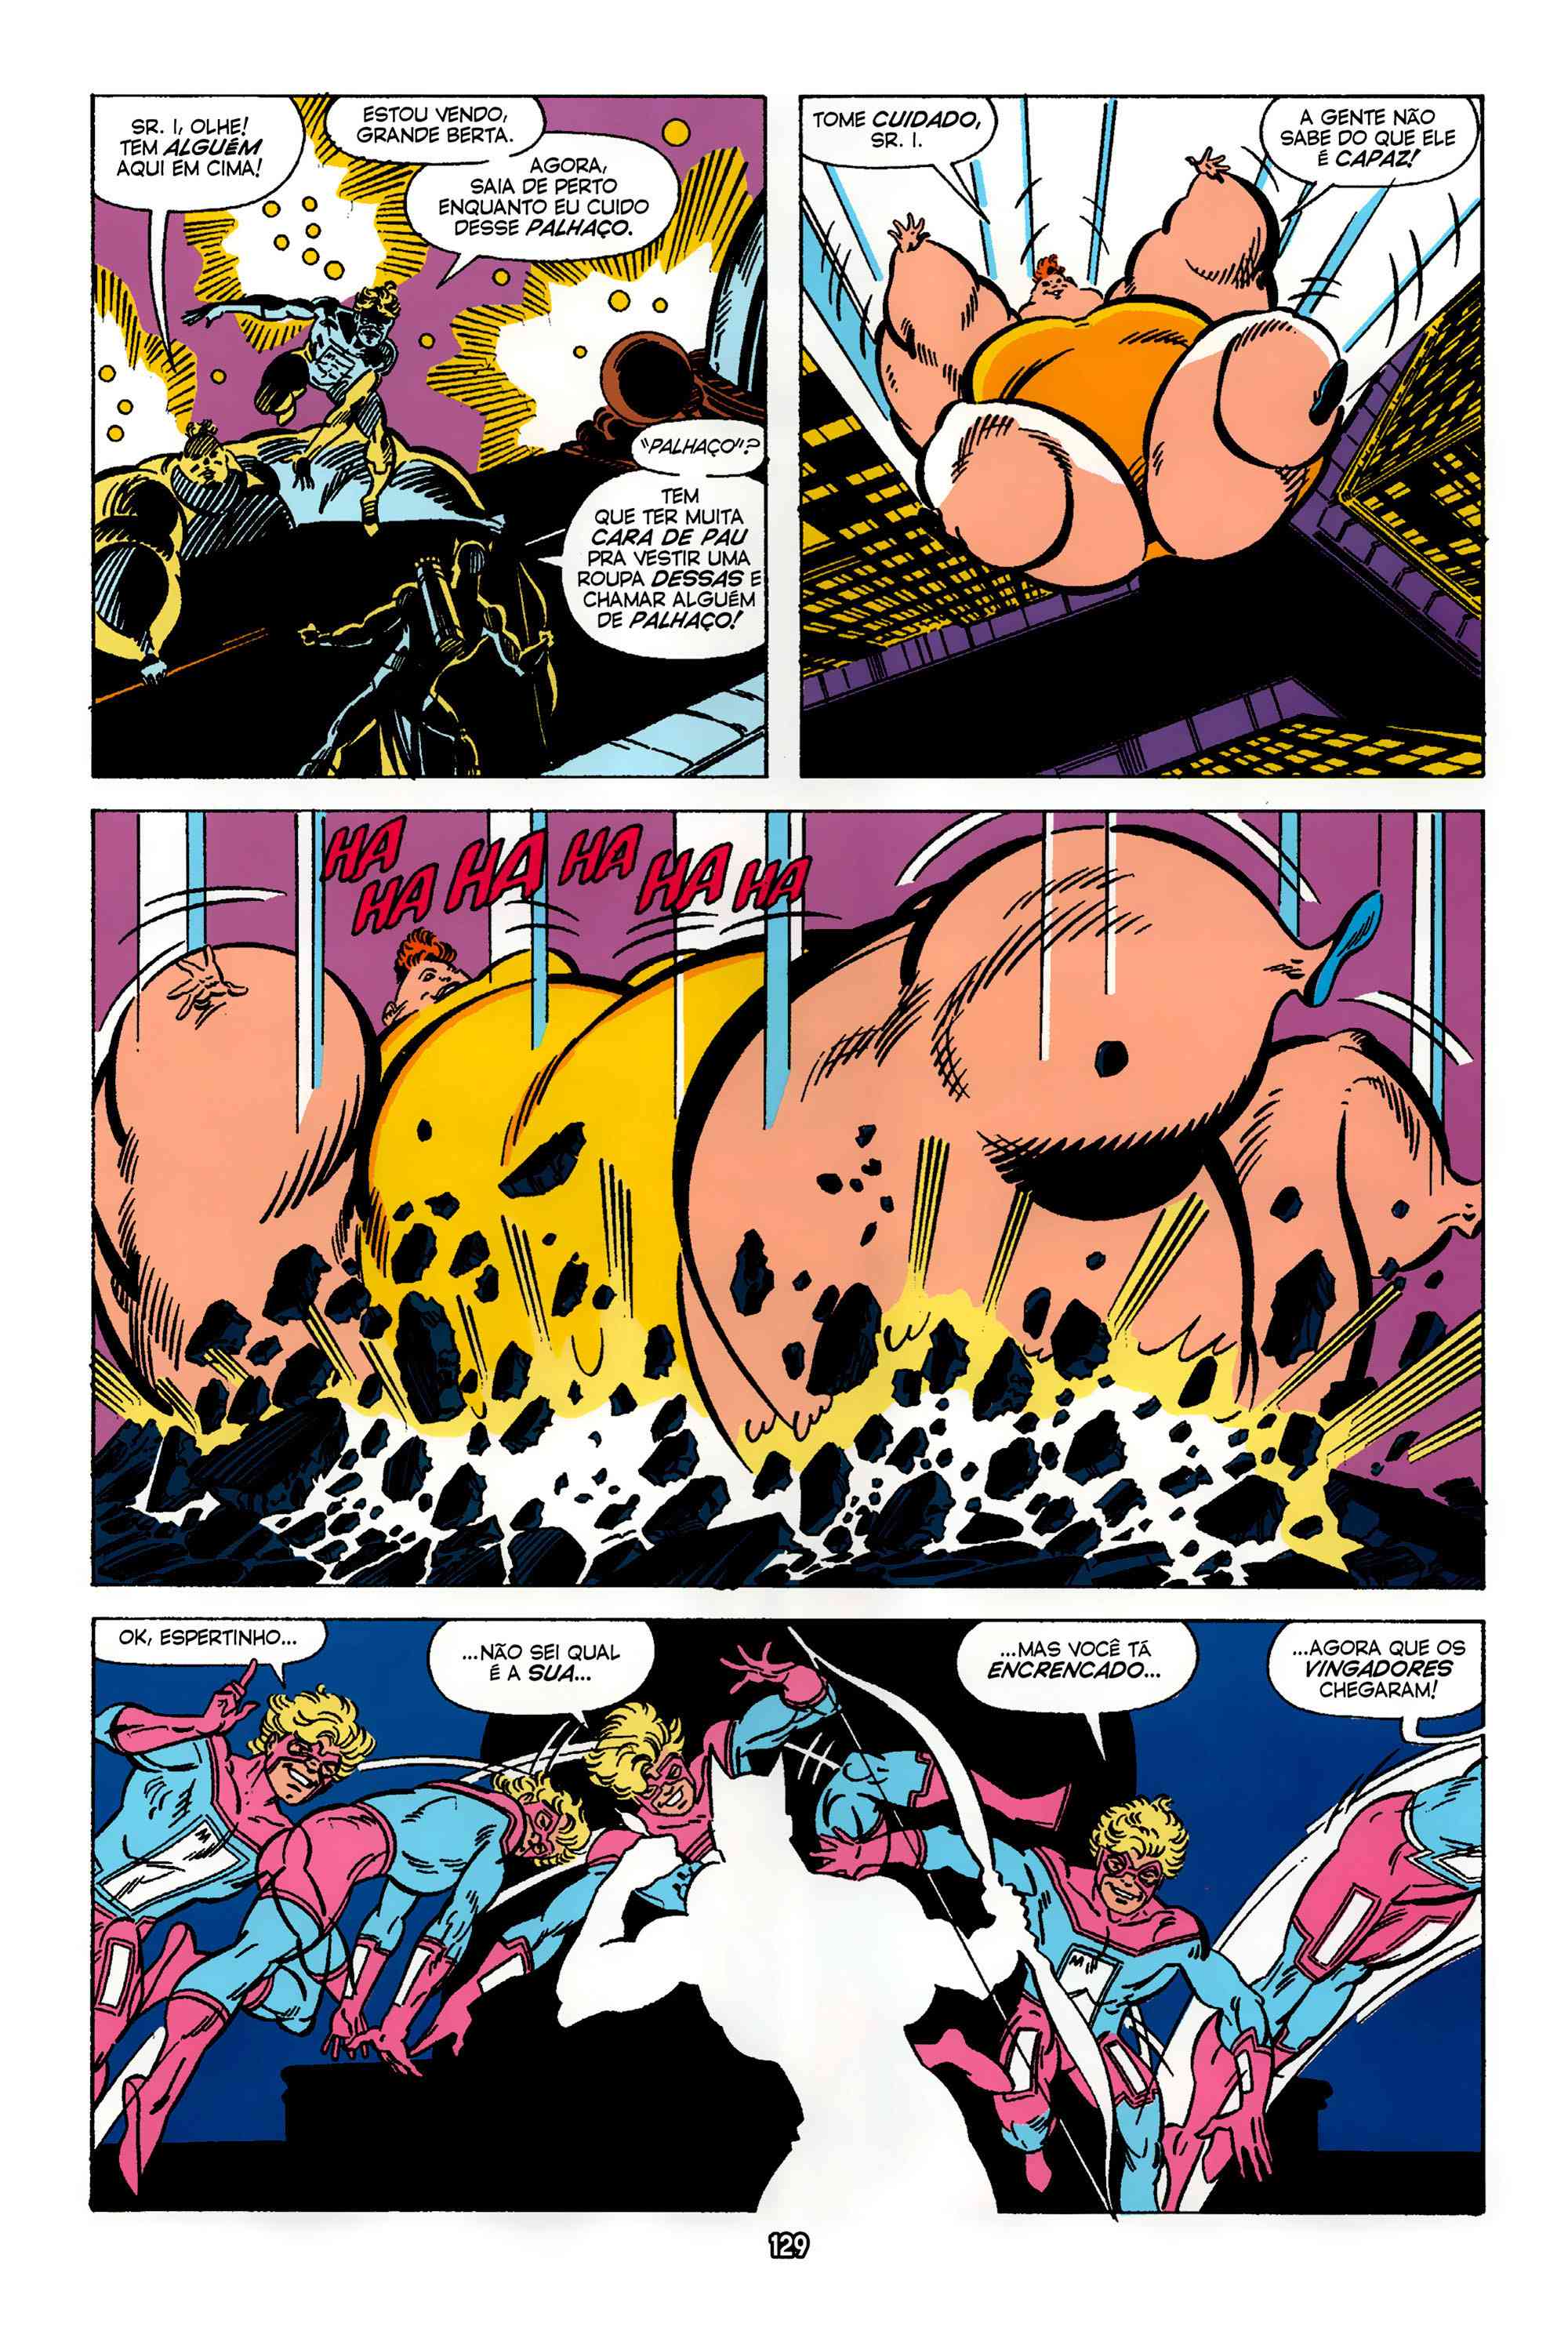 SR. I, OLHE!
TEM ALGUÉM
AQUI EM CIMA!
ESTOU VENDO,
GRANDE BERTA.
AGORA,
SAIA DE PERTO
ENQUANTO EU CUIDO
DESSE PALHAÇO.
"PALHAÇO"?
TEM
QUE TER MUITA
CARA DE PAU
PRA VESTIR UMA
ROUPA DESSAS E
CHAMAR ALGUÉM
DE PALHAÇO!
TOME CUIDADO,
SR. I.
A GENTE NÃO
SABE DO QUE ELE
É CAPAZ!
HA
HA HA HA HA HA
OK, ESPERTINHO...
...NÃO SEI QUAL
É A SUA...
...MAS VOCÊ TÁ
ENCRENCADO...
...AGORA QUE OS
VINGADORES
CHEGARAM!
129